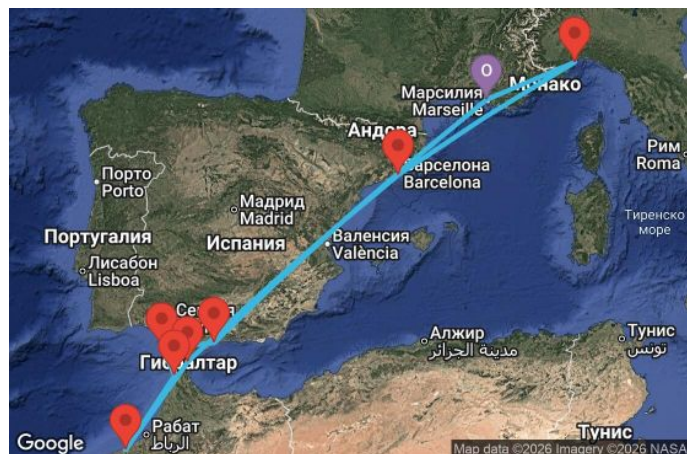 O
Марсилия
Marseille
Монако
Андора
Барселона
Barcelona
Рим
Roma
Порто
Porto
Мадрид
Madrid
Тиренско
море
Португалия
Испания
Валенсия
València
Лисабон
Lisboa
Алжир
مدينة الجزائر
Тунис
تونس
Гибралтар
Рабат
الرباط
Тунис
Google
Map data ©2026 Imagery ©2026 NASA